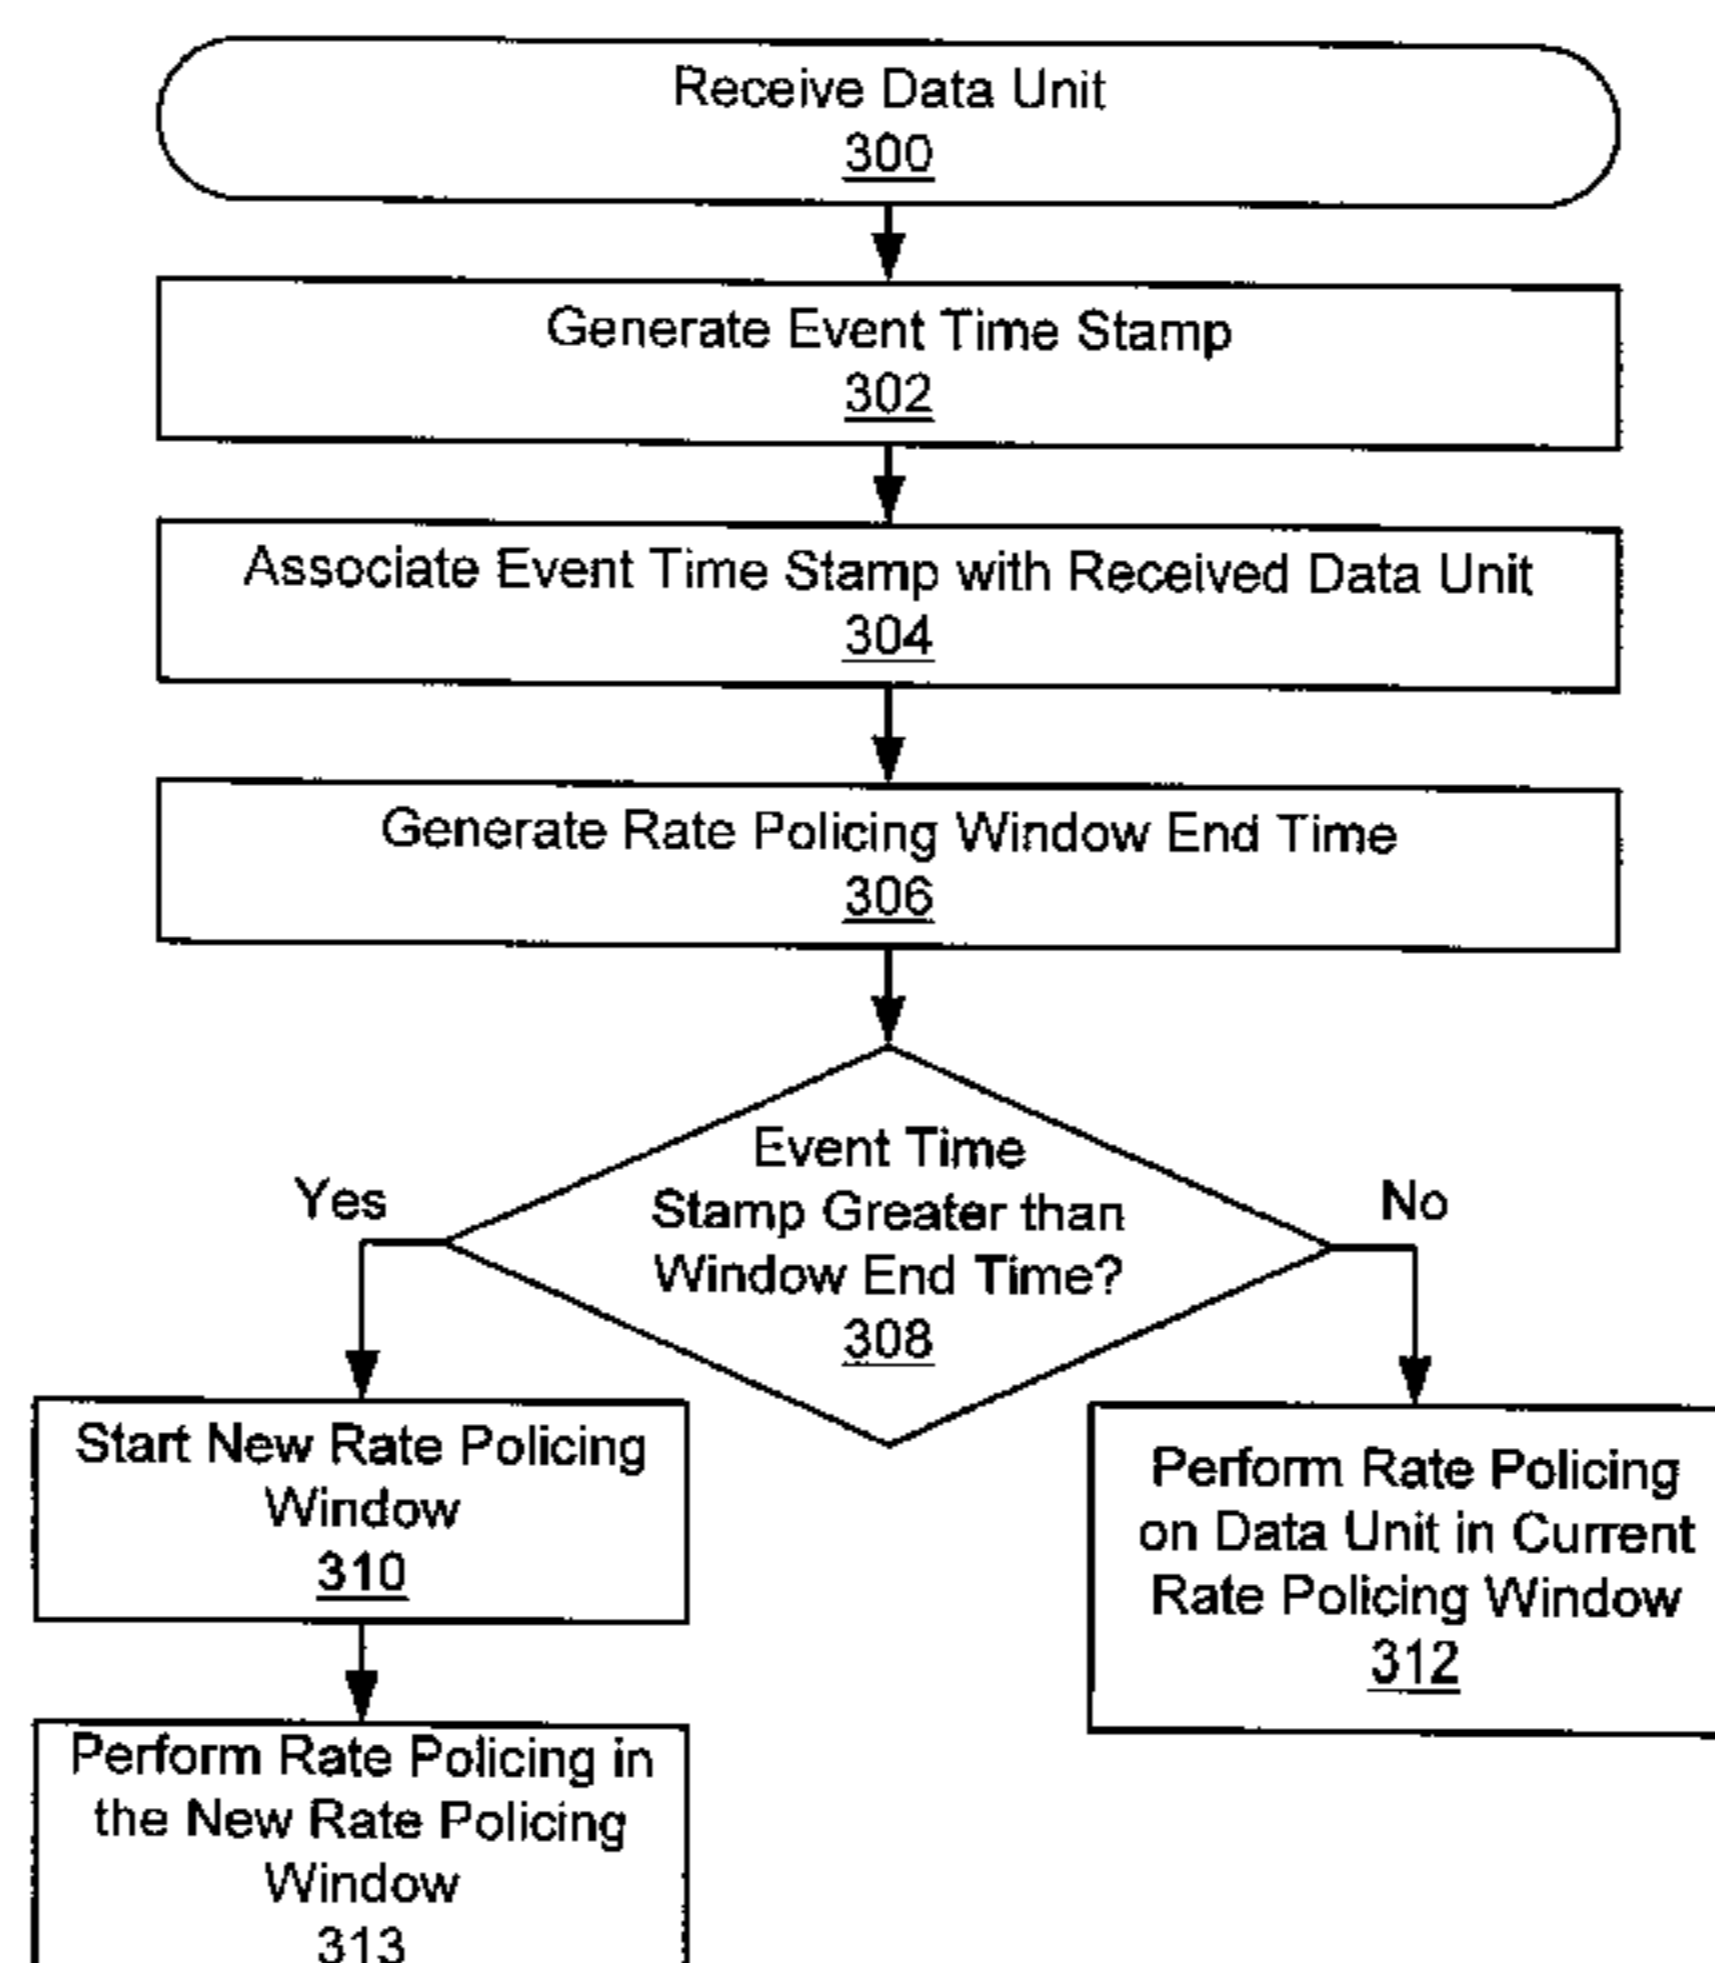 Receive Data Unit
300
Generate Event Time Stamp
302
Associate Event Time Stamp with Received Data Unit
304
Generate Rate Policing Window End Time
306
Event Time
Stamp Greater than
Window End Time?
308
Yes
No
Start New Rate Policing
Window
310
Perform Rate Policing
on Data Unit in Current
Rate Policing Window
312
Perform Rate Policing in
the New Rate Policing
Window
313